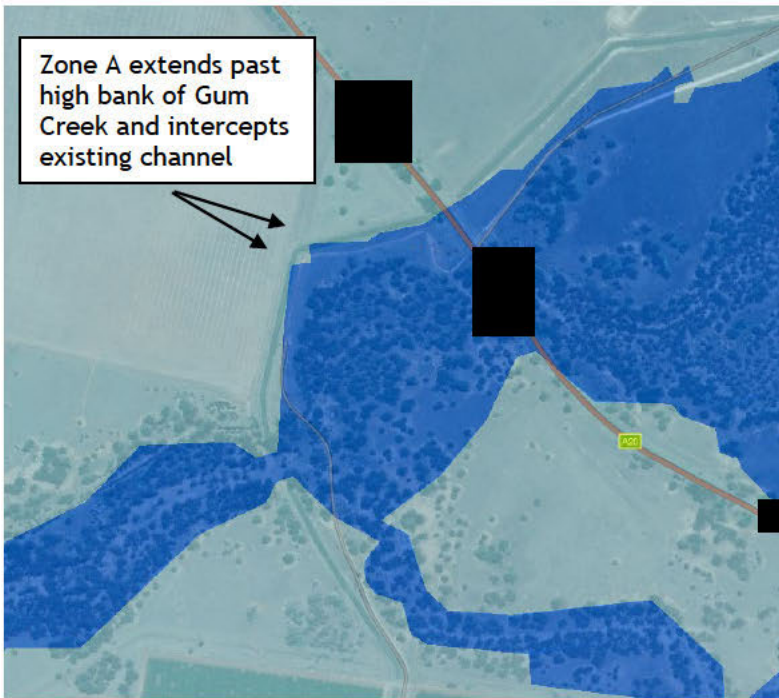 Zone A extends past
high bank of Gum
Creek and intercepts
existing channel
A20